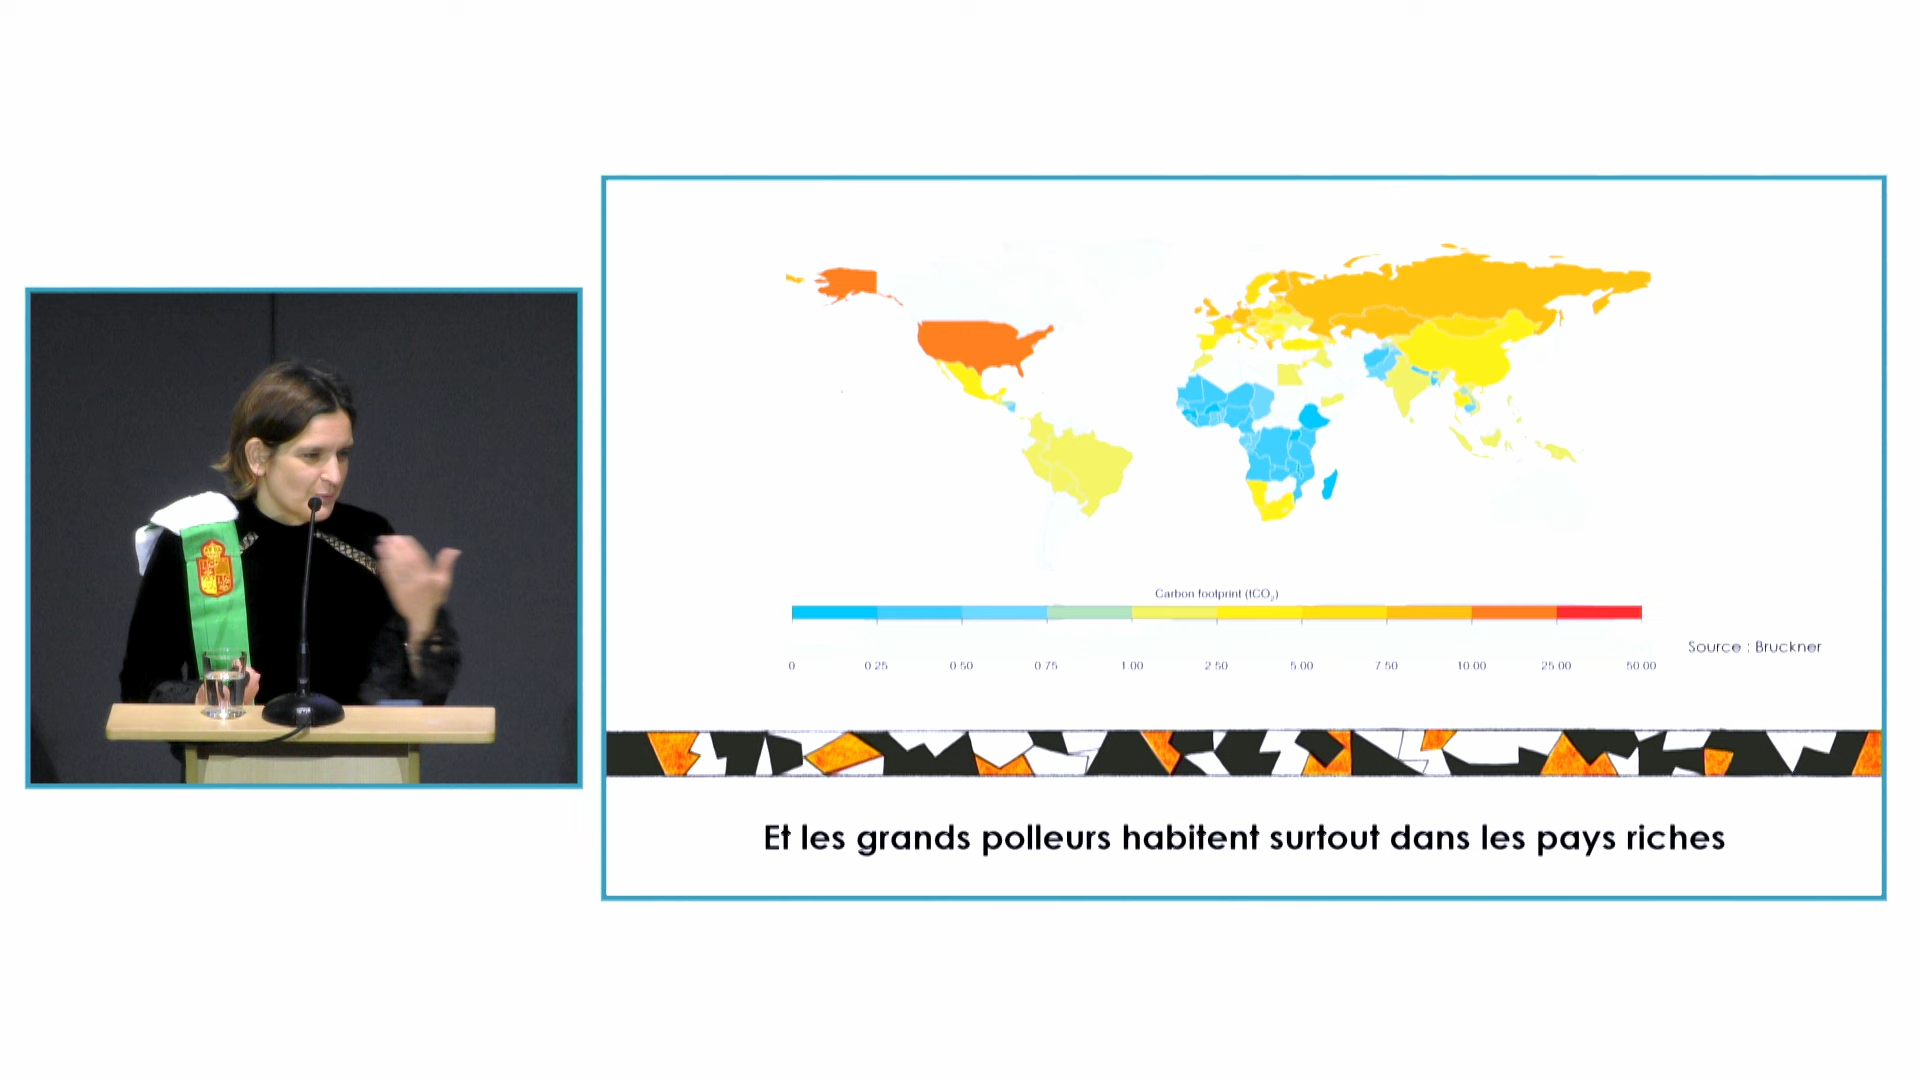 Carbon footprint (tCO₂)
0 0 25 0 50 0 75 1 00 2 50 5 00 7 50 10 00 25 00 50 00
Source : Bruckner
Et les grands polleurs habitent surtout dans les pays riches